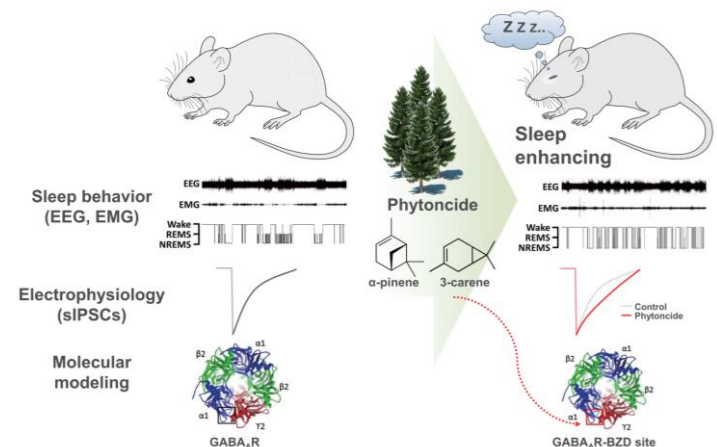 Z Z z..
Sleep
enhancing
Sleep behavior
(EEG, EMG)
EEG
EMG
Wake
REMS
NREMS
Phytoncide
α-pinene
3-carene
EEG
EMG
Wake
REMS
NREMS
Electrophysiology
(sIPSCs)
Control
Phytoncide
Molecular
modeling
α1
β2
β2
α1
Y2
GABAAR
α1
β2
β2
α1
Y2
GABAAR-BZD site